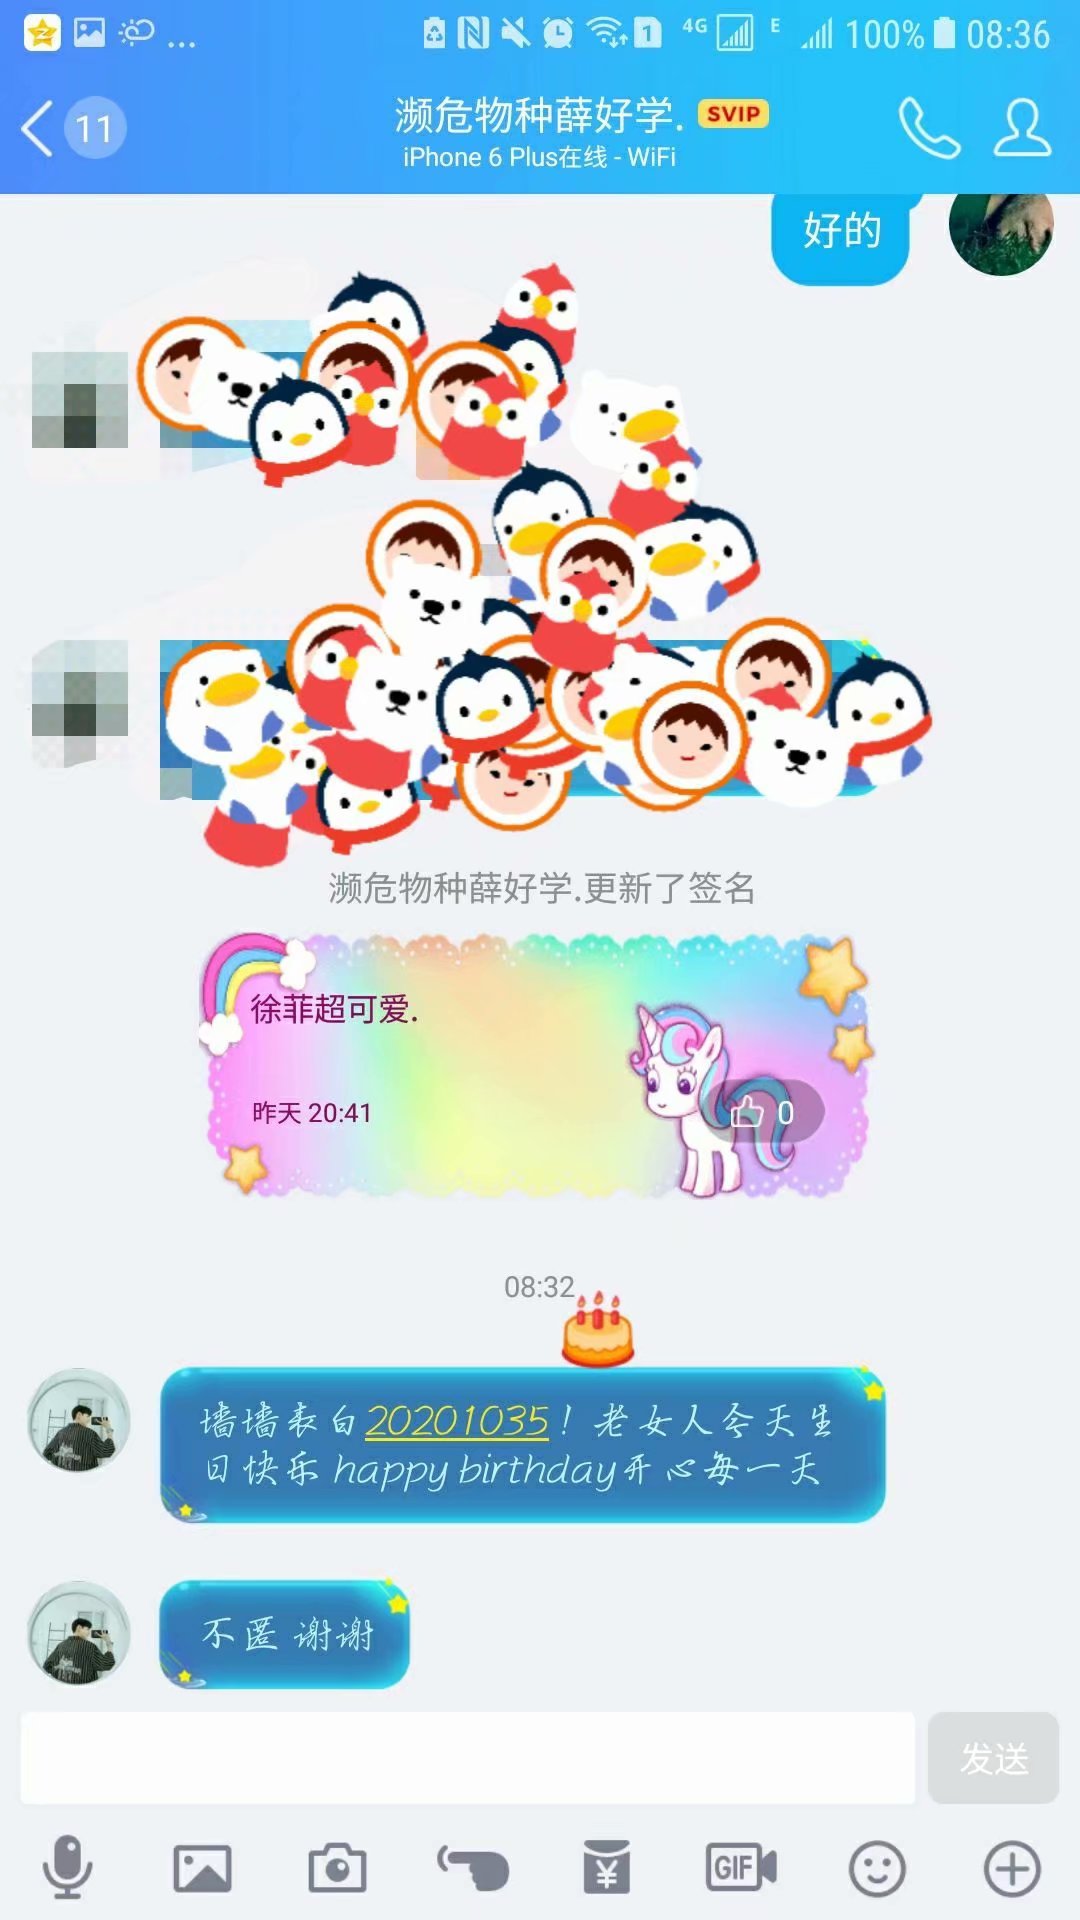 ... 4G E 100% 08:36
11 濒危物种薛好学. SVIP
iPhone 6 Plus在线 - WiFi
好的
濒危物种薛好学.更新了签名
徐菲超可爱.
昨天 20:41
0
08:32
墙墙表白20201035！老女人今天生
日快乐 happy birthday开心每一天
不匿 谢谢
发送
GIF